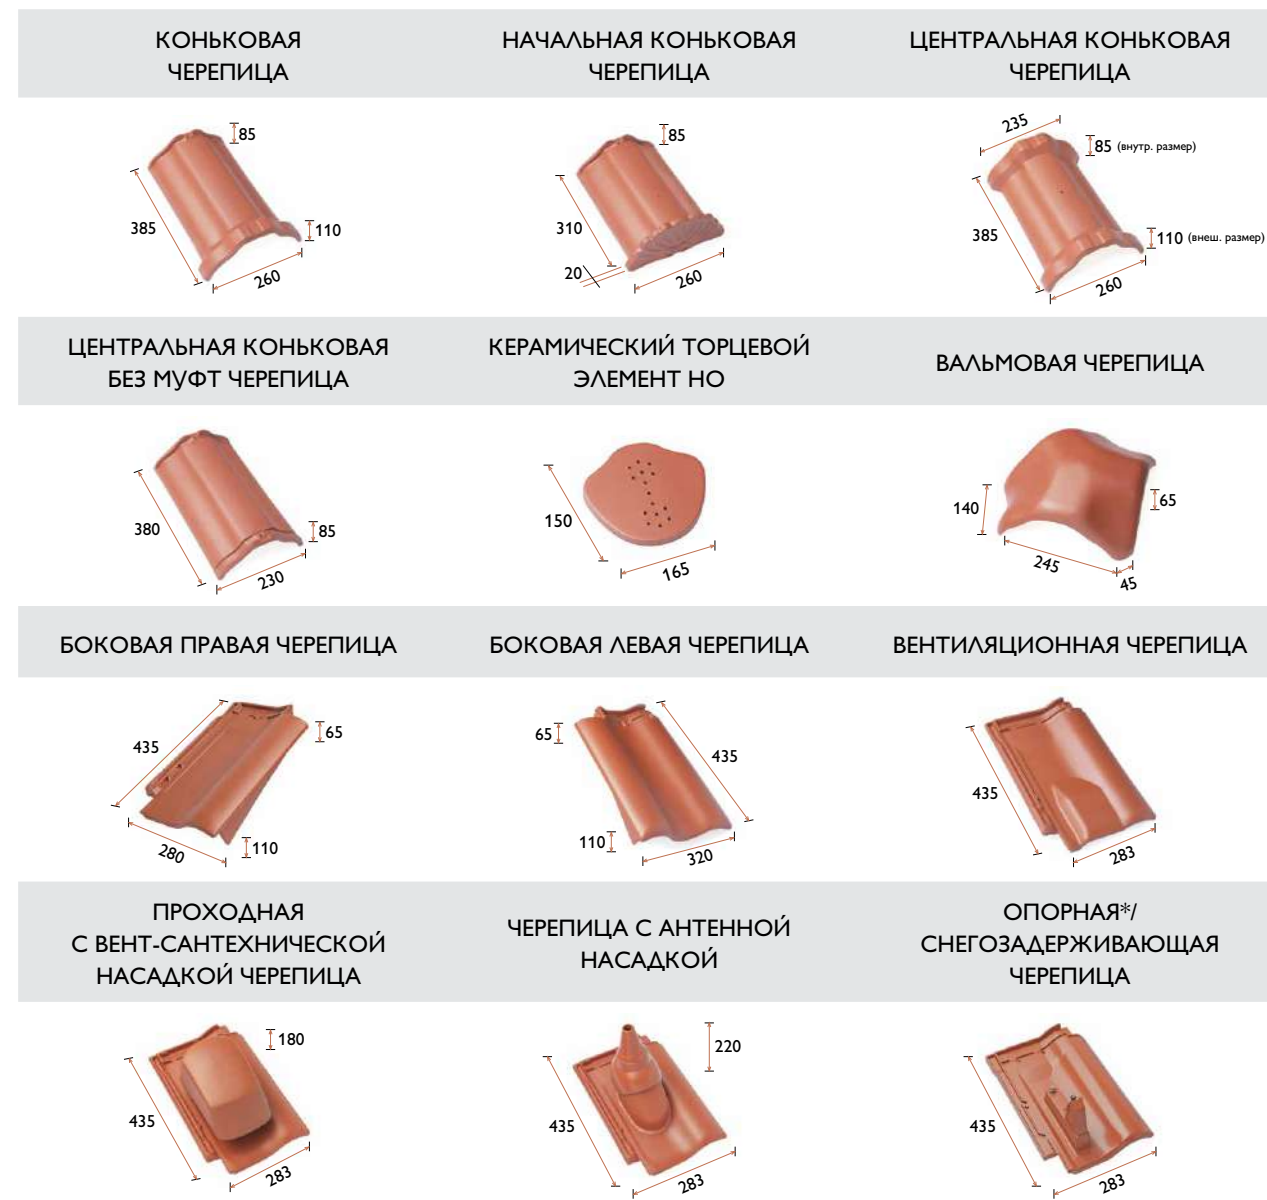 КОНЬКОВАЯ
ЧЕРЕПИЦА
НАЧАЛЬНАЯ КОНЬКОВАЯ
ЧЕРЕПИЦА
ЦЕНТРАЛЬНАЯ КОНЬКОВАЯ
ЧЕРЕПИЦА
85
385
110
260
85
310
20
260
235
85 (внутр. размер)
385
110 (внеш. размер)
260
ЦЕНТРАЛЬНАЯ КОНЬКОВАЯ
БЕЗ МУФТ ЧЕРЕПИЦА
КЕРАМИЧЕСКИЙ ТОРЦЕВОЙ
ЭЛЕМЕНТ НО
ВАЛЬМОВАЯ ЧЕРЕПИЦА
380
85
230
150
165
140
65
245
45
БОКОВАЯ ПРАВАЯ ЧЕРЕПИЦА
БОКОВАЯ ЛЕВАЯ ЧЕРЕПИЦА
ВЕНТИЛЯЦИОННАЯ ЧЕРЕПИЦА
435
65
280
110
65
435
110
320
435
283
ПРОХОДНАЯ
С ВЕНТ-САНТЕХНИЧЕСКОЙ
НАСАДКОЙ ЧЕРЕПИЦА
ЧЕРЕПИЦА С АНТЕННОЙ
НАСАДКОЙ
ОПОРНАЯ*/
СНЕГОЗАДЕРЖИВАЮЩАЯ
ЧЕРЕПИЦА
180
435
283
220
435
283
435
283